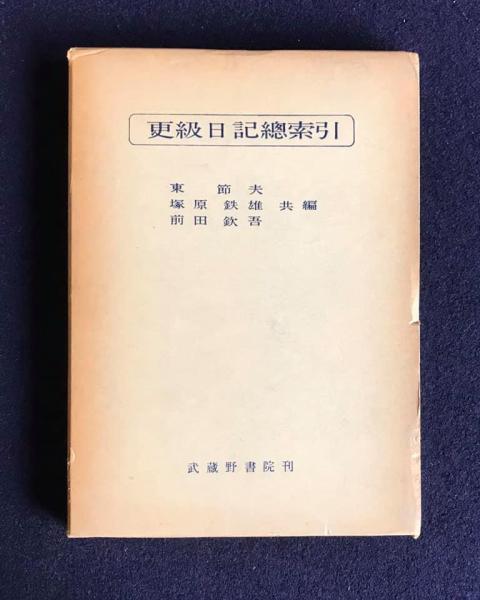 更級日記總索引
東 節夫
塚原 鉄雄 共編
前田 欽吾
武蔵野書院刊